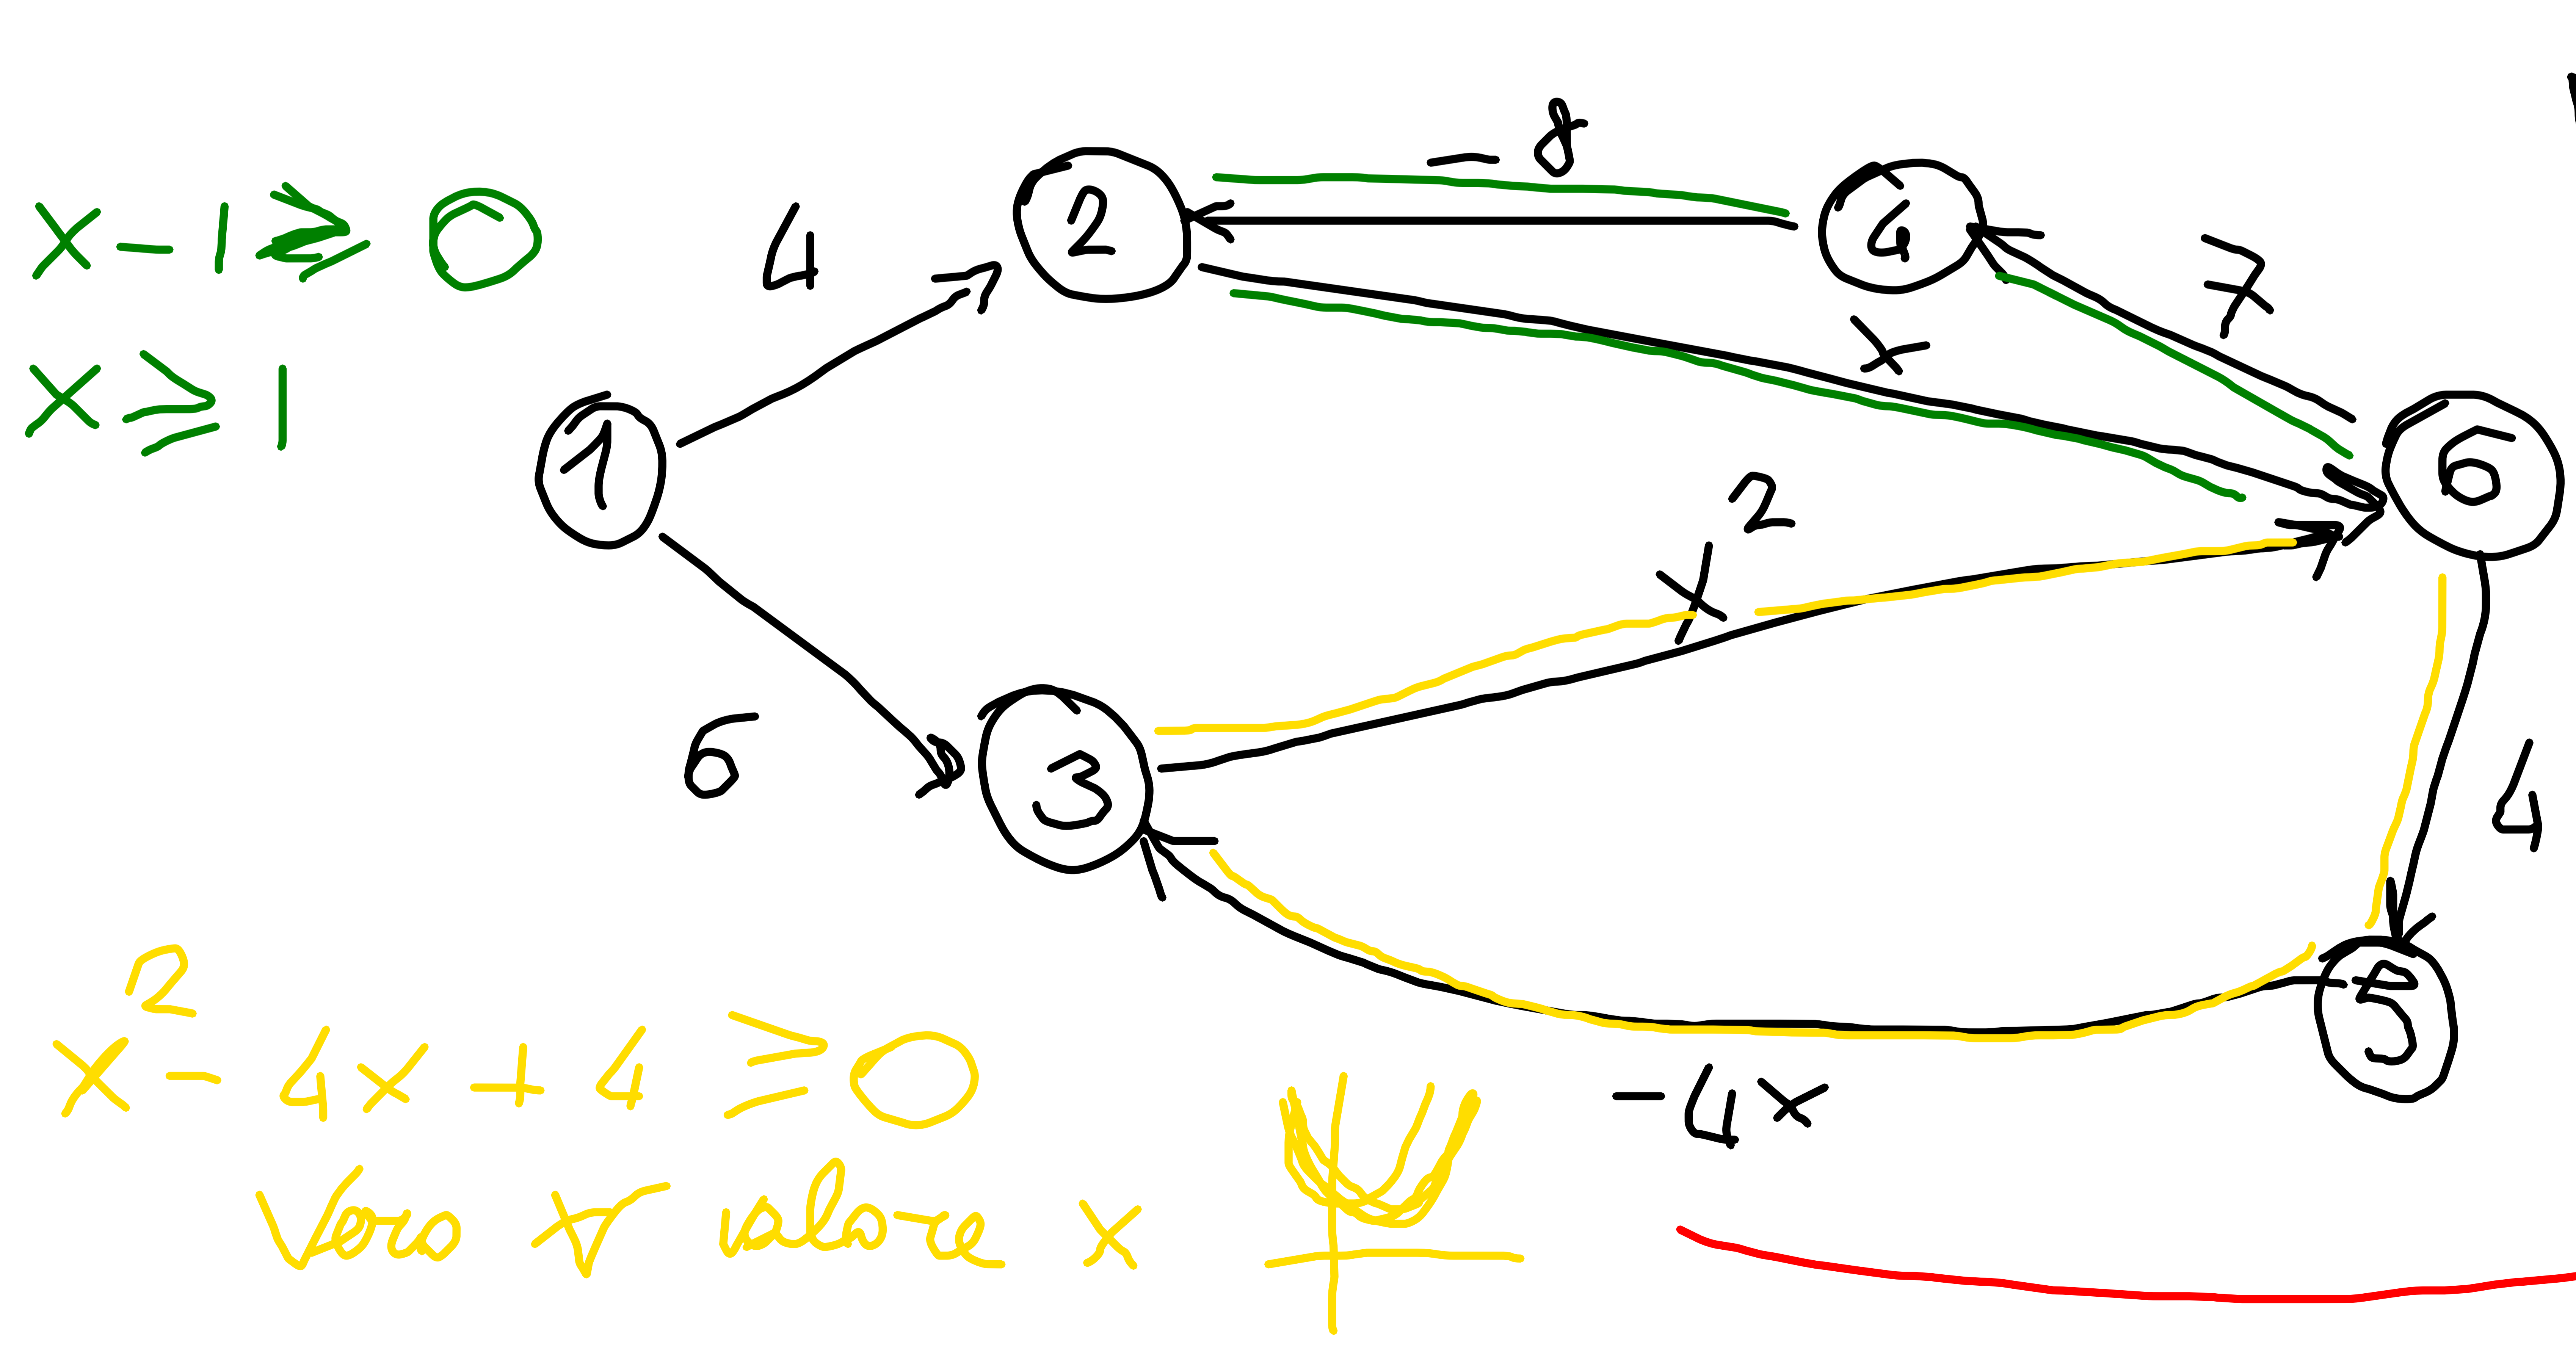 - 8
2
4
7
4
x - 1 ≥ 0
x
x ≥ 1
1
6
2
x
6
3
4
5
x² - 4x + 4 ≥ 0
- 4x
Vero ∀ valore x